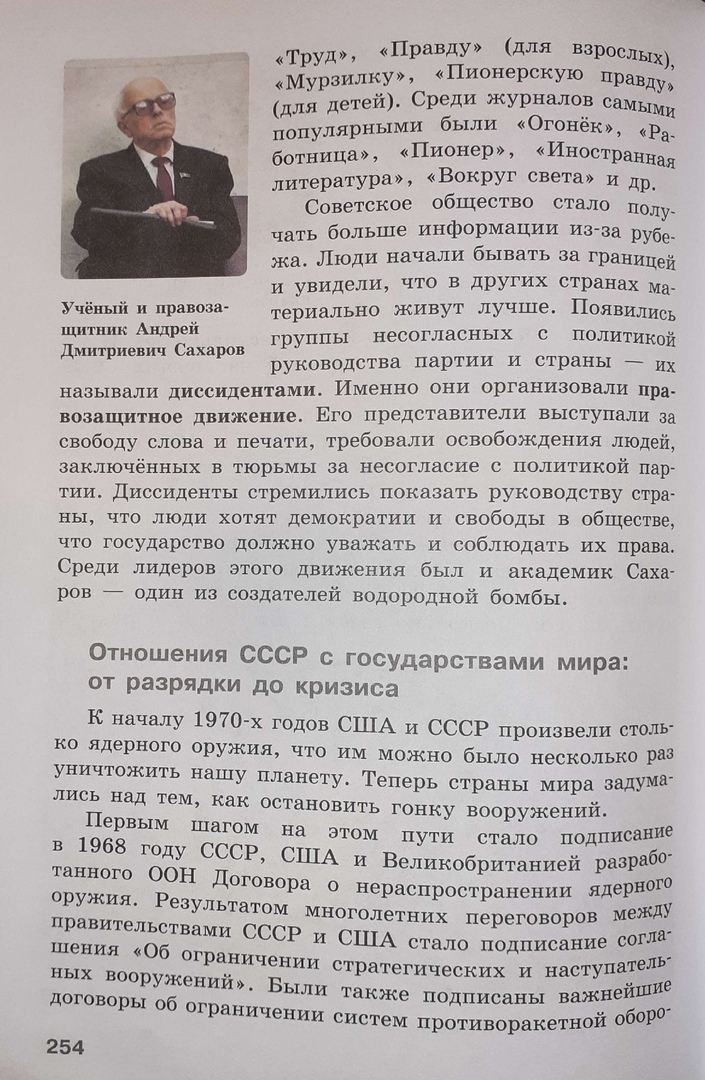 «Труд», «Правду» (для взрослых),
«Мурзилку», «Пионерскую правду»
(для детей). Среди журналов самыми
популярными были «Огонёк», «Ра-
ботница», «Пионер», «Иностранная
литература», «Вокруг света» и др.
Советское общество стало полу-
чать больше информации из-за рубе-
жа. Люди начали бывать за границей
и увидели, что в других странах ма-
териально живут лучше. Появились
группы несогласных с политикой
руководства партии и страны — их
Учёный и правоза-
щитник Андрей
Дмитриевич Сахаров
называли диссидентами. Именно они организовали пра-
возащитное движение. Его представители выступали за
свободу слова и печати, требовали освобождения людей,
заключённых в тюрьмы за несогласие с политикой пар-
тии. Диссиденты стремились показать руководству стра-
ны, что люди хотят демократии и свободы в обществе,
что государство должно уважать и соблюдать их права.
Среди лидеров этого движения был и академик Саха-
ров — один из создателей водородной бомбы.
Отношения СССР с государствами мира:
от разрядки до кризиса
К началу 1970-х годов США и СССР произвели столь-
ко ядерного оружия, что им можно было несколько раз
уничтожить нашу планету. Теперь страны мира задума-
лись над тем, как остановить гонку вооружений.
Первым шагом на этом пути стало подписание
в 1968 году СССР, США и Великобританией разрабо-
танного ООН Договора о нераспространении ядерного
оружия. Результатом многолетних переговоров между
правительствами СССР и США стало подписание согла-
шения «Об ограничении стратегических и наступатель-
ных вооружений». Были также подписаны важнейшие
договоры об ограничении систем противоракетной оборо-
254